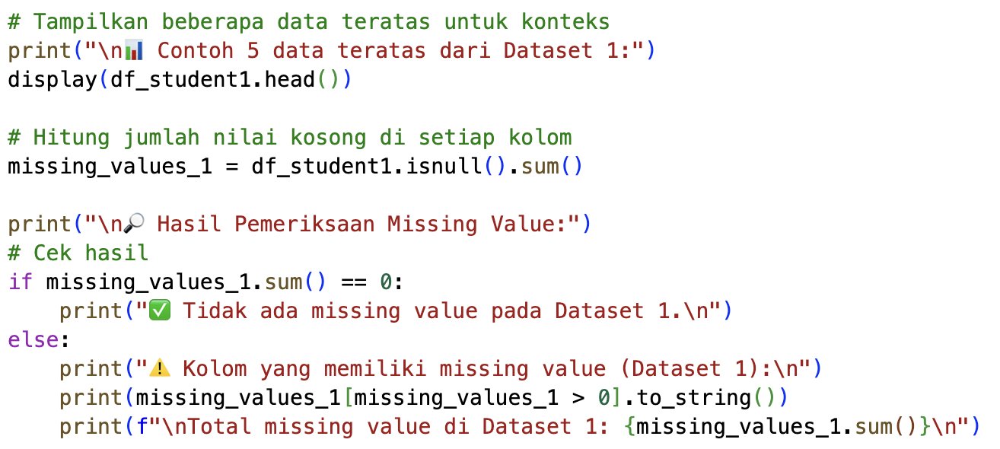 # Tampilkan beberapa data teratas untuk konteks
print("\n📊 Contoh 5 data teratas dari Dataset 1:")
display(df_student1.head())

# Hitung jumlah nilai kosong di setiap kolom
missing_values_1 = df_student1.isnull().sum()

print("\n🔎 Hasil Pemeriksaan Missing Value:")
# Cek hasil
if missing_values_1.sum() == 0:
    print("✅ Tidak ada missing value pada Dataset 1.\n")
else:
    print("⚠️ Kolom yang memiliki missing value (Dataset 1):\n")
    print(missing_values_1[missing_values_1 > 0].to_string())
    print(f"\nTotal missing value di Dataset 1: {missing_values_1.sum()}\n")